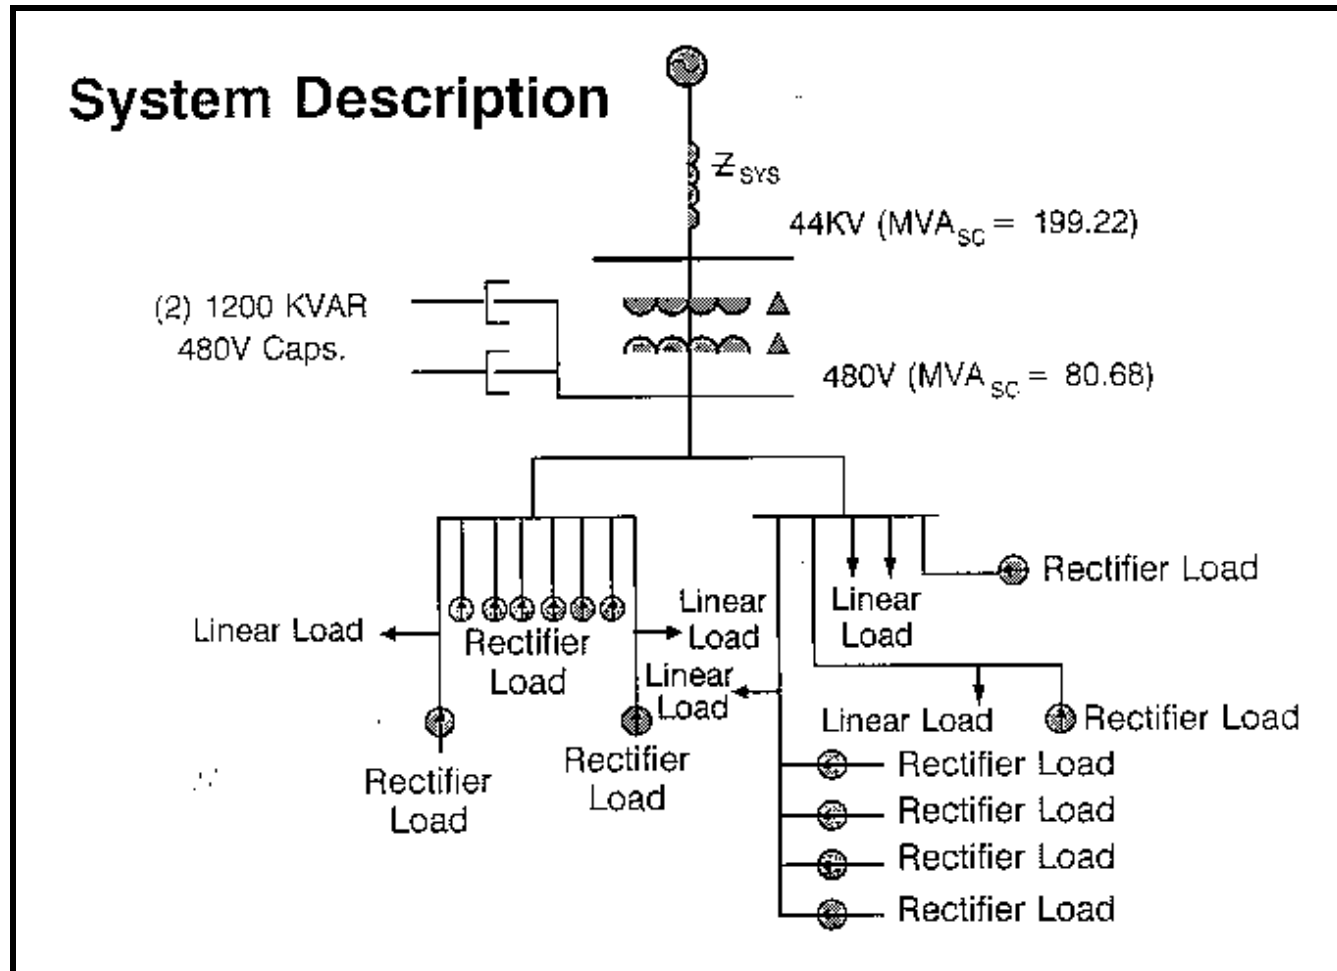 System Description
Z SYS
44KV (MVA SC = 199.22)
(2) 1200 KVAR
480V Caps.
480V (MVA SC = 80.68)
Rectifier Load
Linear
Load
Linear
Load
Linear Load
Rectifier
Load
Linear
Load
Linear Load
Rectifier Load
Rectifier
Load
Rectifier
Load
Rectifier Load
Rectifier Load
Rectifier Load
Rectifier Load